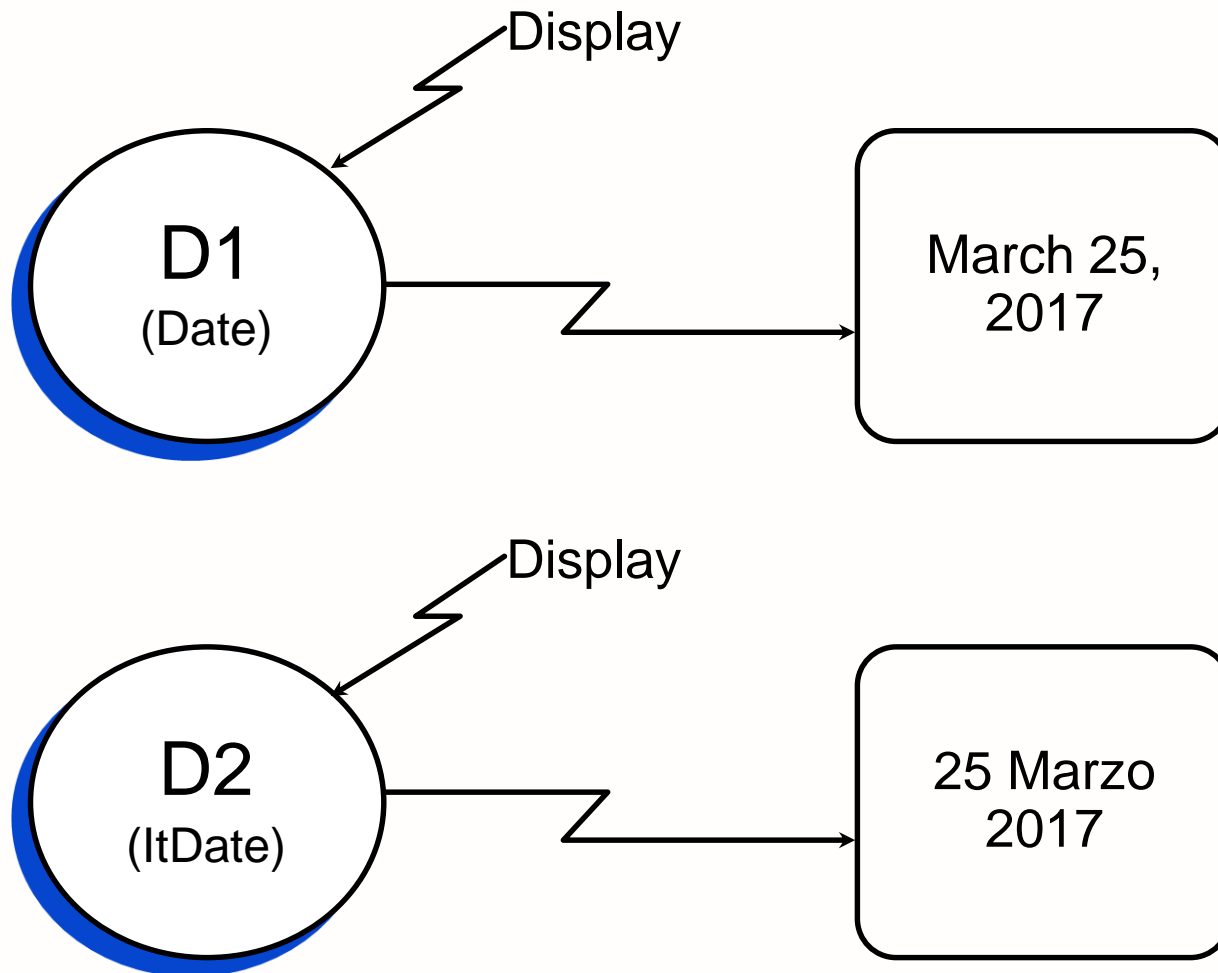 Display
D1
(Date)
March 25,
2017
Display
D2
(ItDate)
25 Marzo
2017